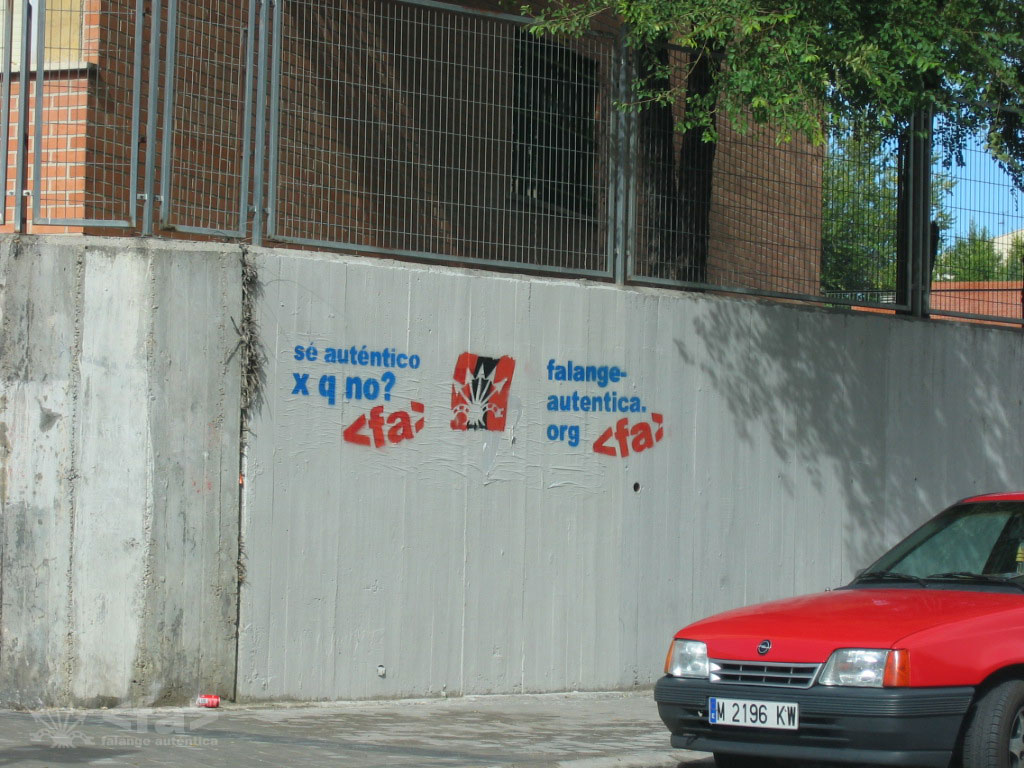 sé auténtico
x q no?
<fa>
falange-
autentica.
org
<fa>
M 2196 KW
<fa>
falange auténtica